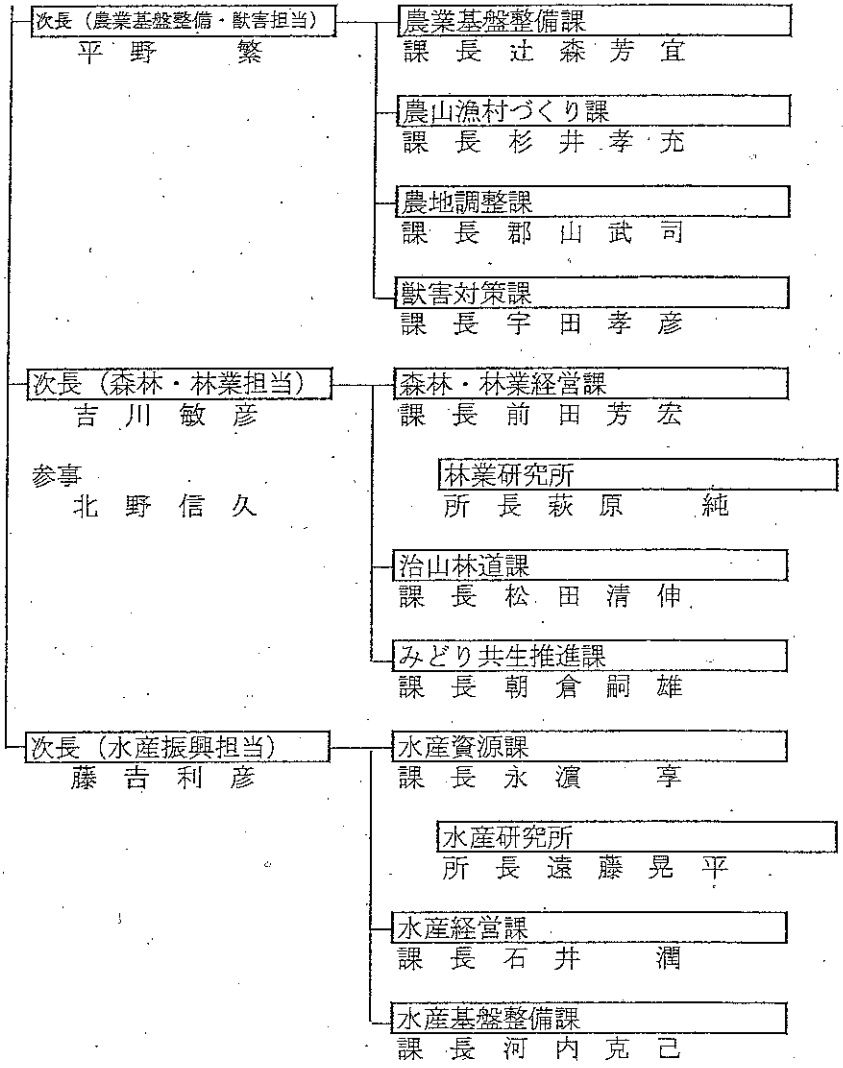 次長（農業基盤整備・獣害担当）
平野　繁
農業基盤整備課
課長 辻森芳宜
農山漁村づくり課
課長 杉井孝充
農地調整課
課長 郡山武司
獣害対策課
課長 宇田孝彦
次長（森林・林業担当）
吉川敏彦
参事
北野信久
森林・林業経営課
課長 前田芳宏
林業研究所
所長 萩原　純
治山林道課
課長 松田清伸
みどり共生推進課
課長 朝倉嗣雄
次長（水産振興担当）
藤吉利彦
水産資源課
課長 永濵　享
水産研究所
所長 遠藤晃平
水産経営課
課長 石井　潤
水産基盤整備課
課長 河内克己